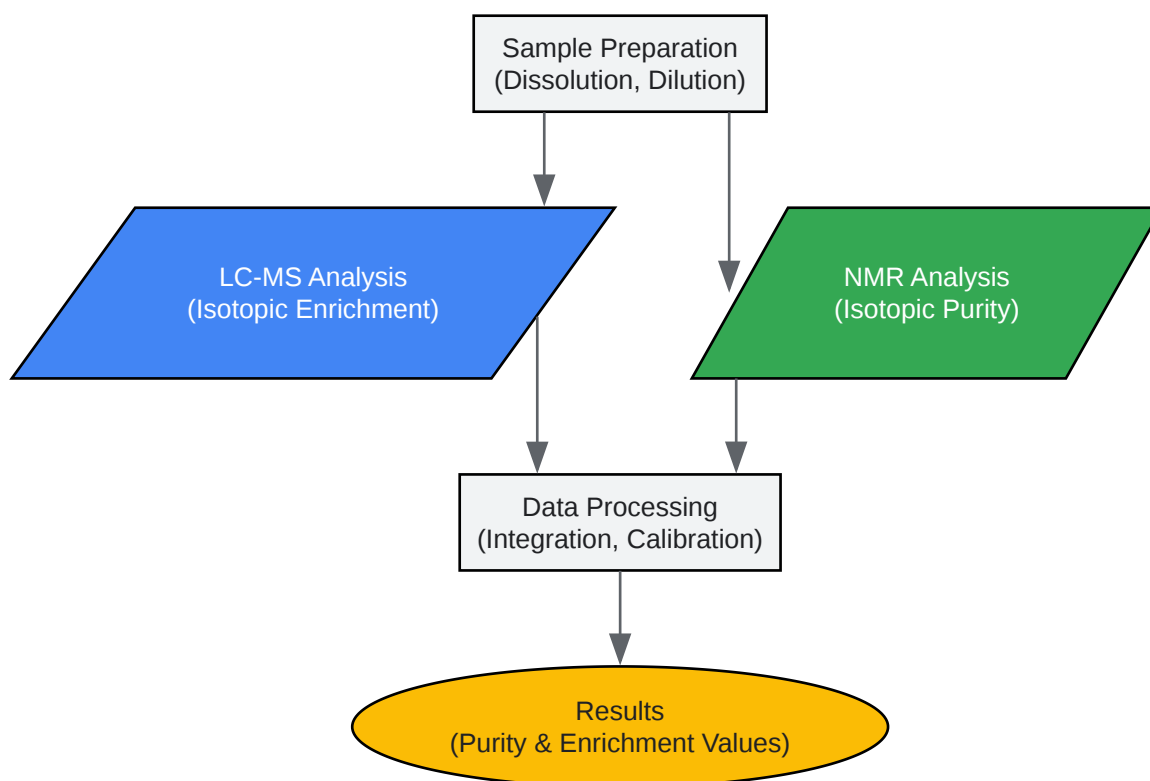 Sample Preparation
(Dissolution, Dilution)
LC-MS Analysis
(Isotopic Enrichment)
NMR Analysis
(Isotopic Purity)
Data Processing
(Integration, Calibration)
Results
(Purity & Enrichment Values)